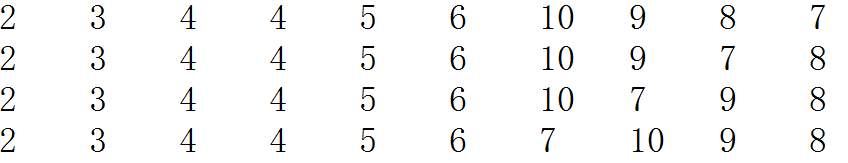 2 3 4 4 5 6 10 9 8 7
2 3 4 4 5 6 10 9 7 8
2 3 4 4 5 6 10 7 9 8
2 3 4 4 5 6 7 10 9 8